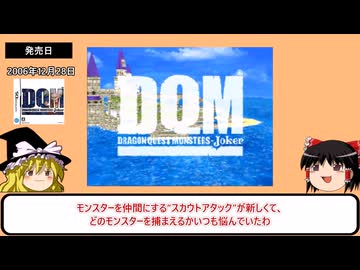 発売日
2006年12月28日
DQM
DRAGON QUEST MONSTERS-Joker
DQM
モンスターを仲間にする"スカウトアタック"が新しくて、
どのモンスターを捕まえるかいつも悩んでいたわ